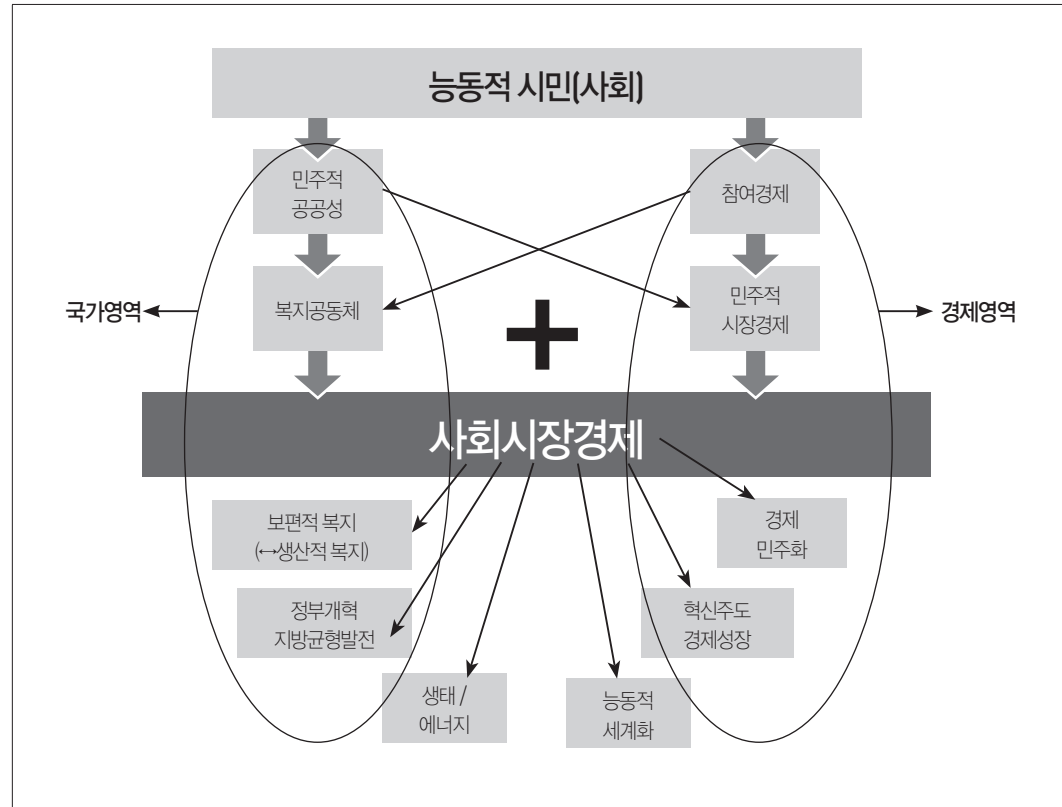 능동적 시민(사회)
민주적
공공성
참여경제
복지공동체
민주적
시장경제
국가영역
경제영역
사회시장경제
보편적 복지
(↔생산적 복지)
경제
민주화
정부개혁
지방균형발전
혁신주도
경제성장
생태 /
에너지
능동적
세계화